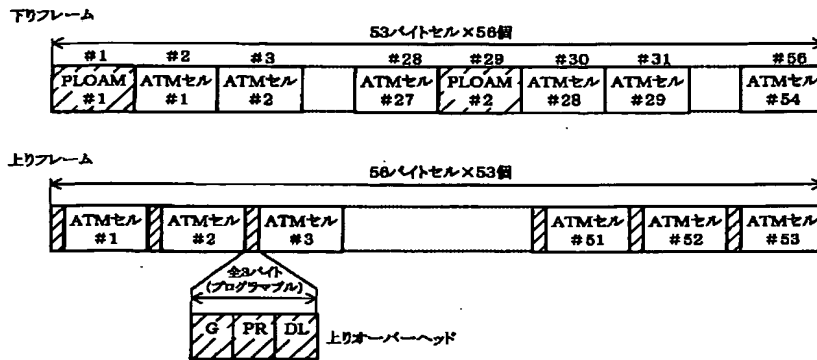 下りフレーム
53バイトセル×56個
#1 #2 #3 #28 #29 #30 #31 #56
PLOAM #1
ATMセル #1
ATMセル #2
ATMセル #27
PLOAM #2
ATMセル #28
ATMセル #29
ATMセル #54
上りフレーム
56バイトセル×53個
ATMセル #1
ATMセル #2
ATMセル #3
ATMセル #51
ATMセル #52
ATMセル #53
全3バイト
(プログラマブル)
G PR DL
上りオーバーヘッド